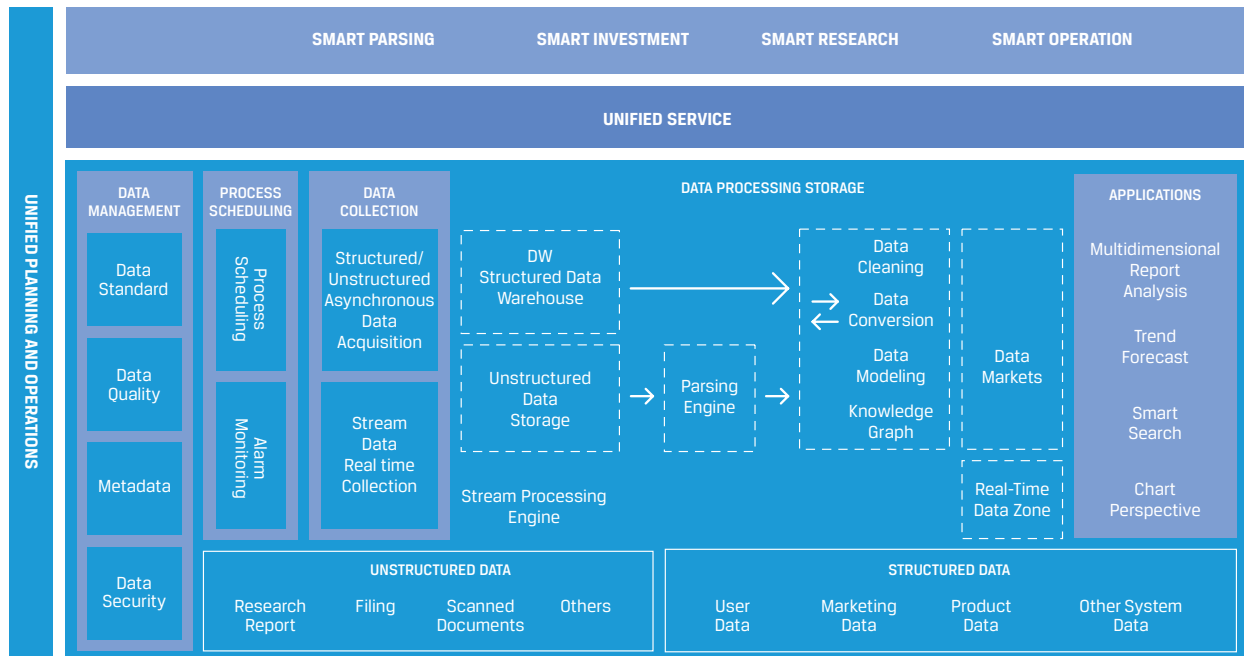 UNIFIED PLANNING AND OPERATIONS
SMART PARSING
SMART INVESTMENT
SMART RESEARCH
SMART OPERATION
UNIFIED SERVICE
DATA
MANAGEMENT
Data
Standard
Data
Quality
Metadata
Data
Security
PROCESS
SCHEDULING
Process
Scheduling
Alarm
Monitoring
DATA
COLLECTION
Structured/
Unstructured
Asynchronous
Data
Acquisition
Stream
Data
Real time
Collection
DATA PROCESSING STORAGE
DW
Structured Data
Warehouse
Unstructured
Data
Storage
Stream Processing
Engine
Parsing
Engine
Data
Cleaning
Data
Conversion
Data
Modeling
Knowledge
Graph
Data
Markets
Real-Time
Data Zone
APPLICATIONS
Multidimensional
Report
Analysis
Trend
Forecast
Smart
Search
Chart
Perspective
UNSTRUCTURED DATA
Research
Report
Filing
Scanned
Documents
Others
STRUCTURED DATA
User
Data
Marketing
Data
Product
Data
Other System
Data